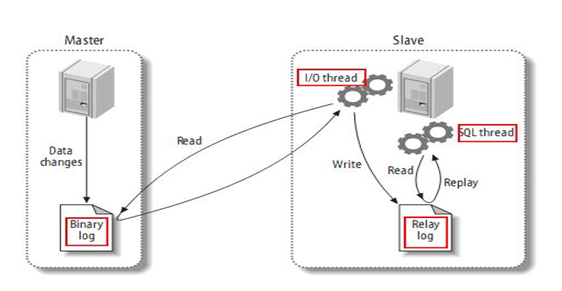 Master
Slave
I/O thread
SQL thread
Data
changes
Read
Write
Read
Replay
Binary
log
Relay
log